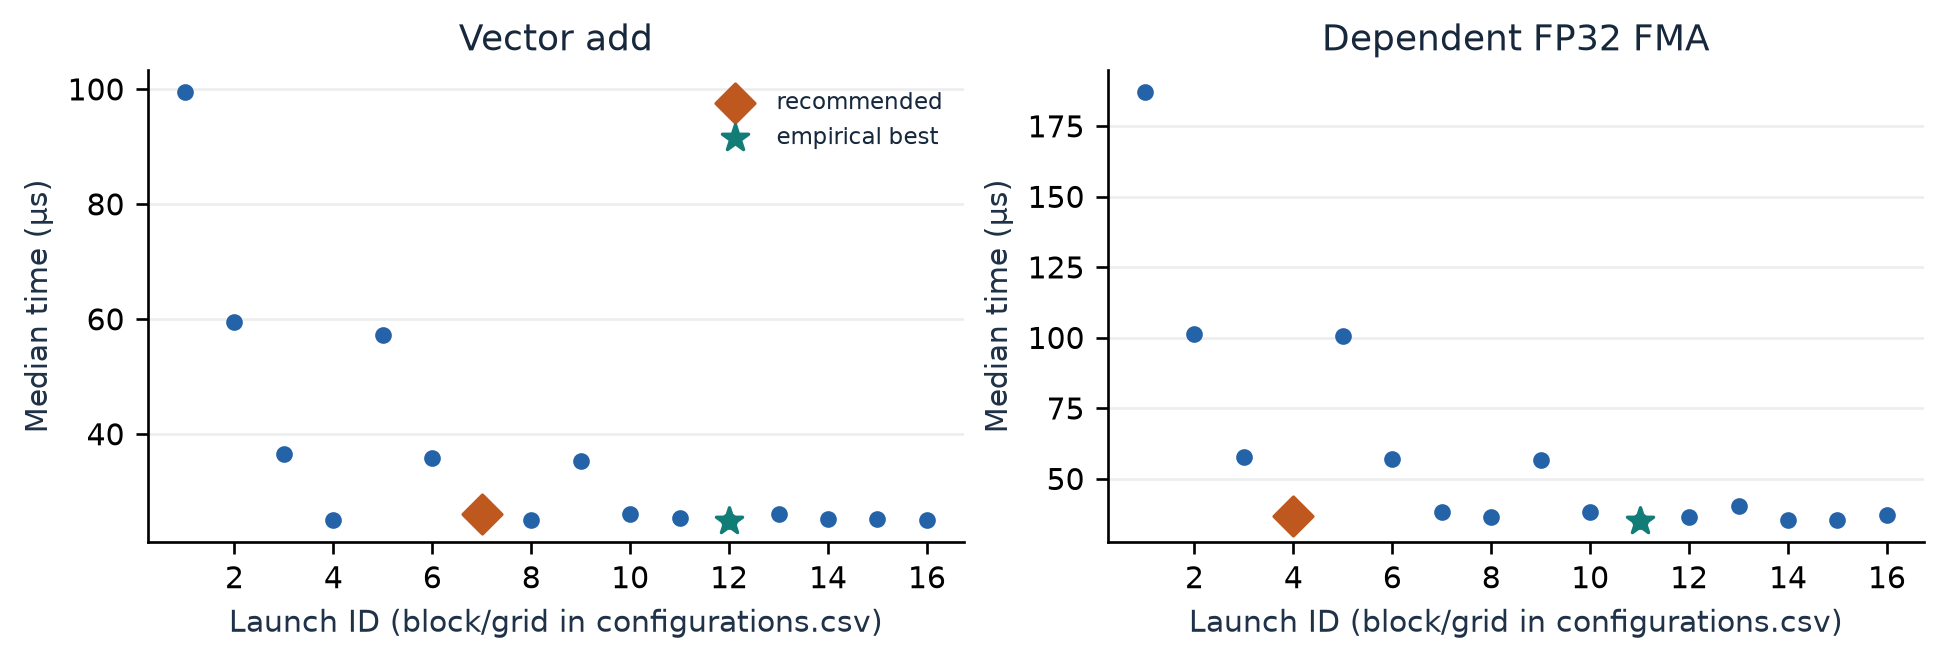 Vector add
100
80
60
40
Median time (µs)
recommended
empirical best
2 4 6 8 10 12 14 16
Launch ID (block/grid in configurations.csv)
Dependent FP32 FMA
175
150
125
100
75
50
Median time (µs)
2 4 6 8 10 12 14 16
Launch ID (block/grid in configurations.csv)